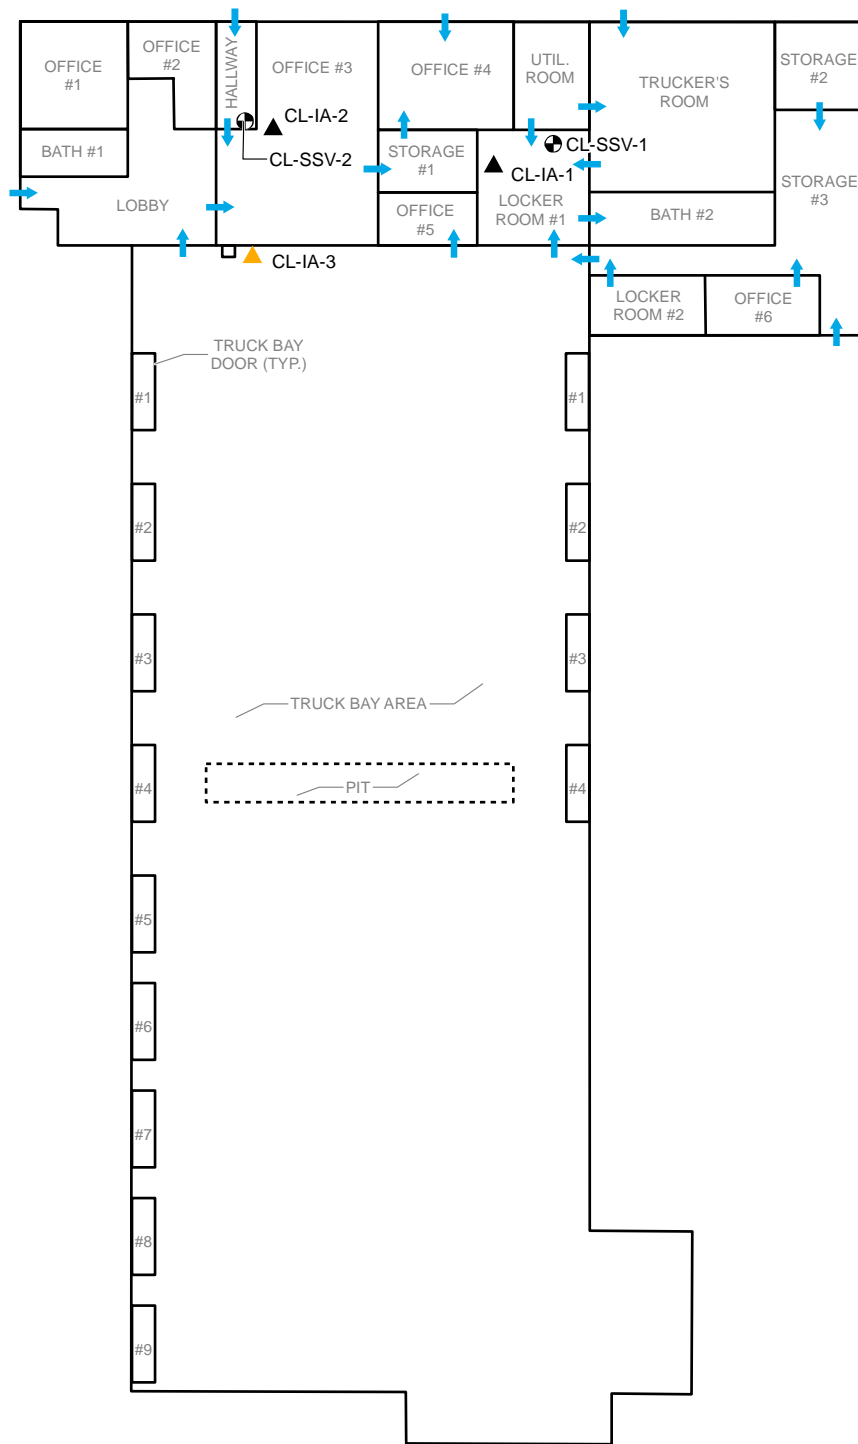 OFFICE
#1
OFFICE
#2
HALLWAY
OFFICE #3
OFFICE #4
UTIL.
ROOM
TRUCKER'S
ROOM
STORAGE
#2
CL-IA-2
CL-SSV-2
BATH #1
STORAGE
#1
CL-SSV-1
CL-IA-1
STORAGE
#3
LOBBY
OFFICE
#5
LOCKER
ROOM #1
BATH #2
CL-IA-3
LOCKER
ROOM #2
OFFICE
#6
TRUCK BAY
DOOR (TYP.)
#1
#1
#2
#2
#3
#3
TRUCK BAY AREA
#4
PIT
#4
#5
#6
#7
#8
#9